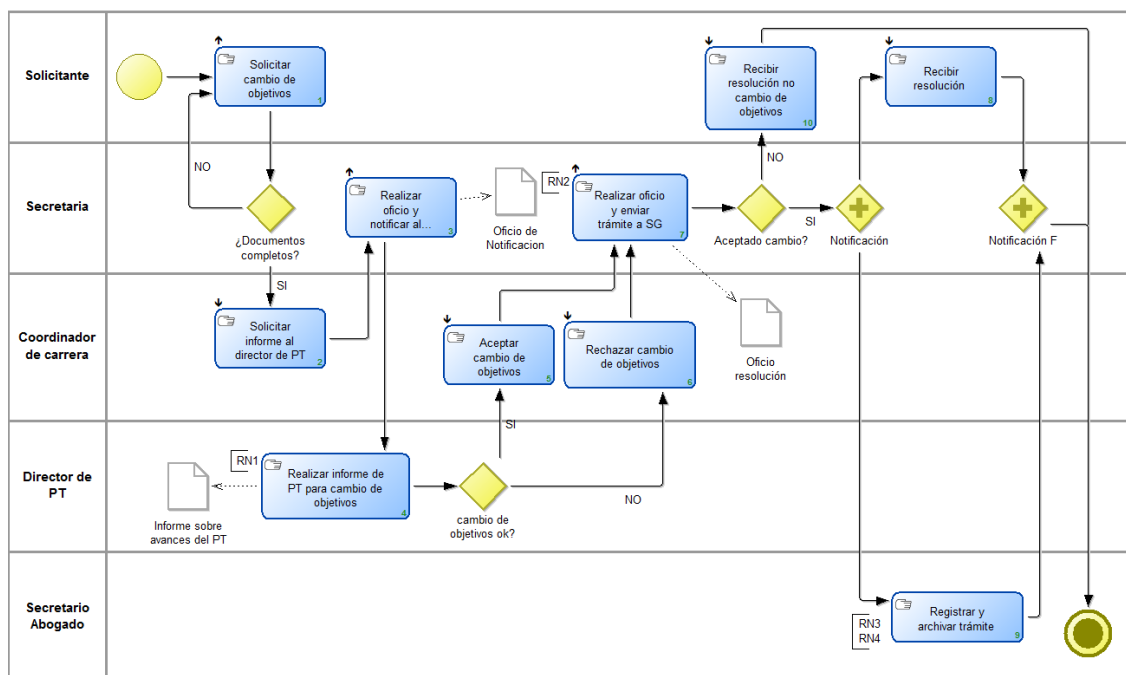 Solicitante
Solicitar
cambio de
objetivos
1
NO
Recibir
resolución no
cambio de
objetivos
10
NO
Recibir
resolución
8
Secretaria
¿Documentos
completos?
SI
Realizar
oficio y
notificar al...
3
Oficio de
Notificacion
RN2
Realizar oficio
y enviar
trámite a SG
7
Aceptado cambio?
SI
Notificación
Notificación F
Coordinador
de carrera
Solicitar
informe al
director de PT
2
Aceptar
cambio de
objetivos
5
Rechazar cambio
de objetivos
6
Oficio
resolución
Director de
PT
Informe sobre
avances del PT
RN1
Realizar informe de
PT para cambio de
objetivos
4
SI
cambio de
objetivos ok?
NO
Secretario
Abogado
RN3
RN4
Registrar y
archivar trámite
9